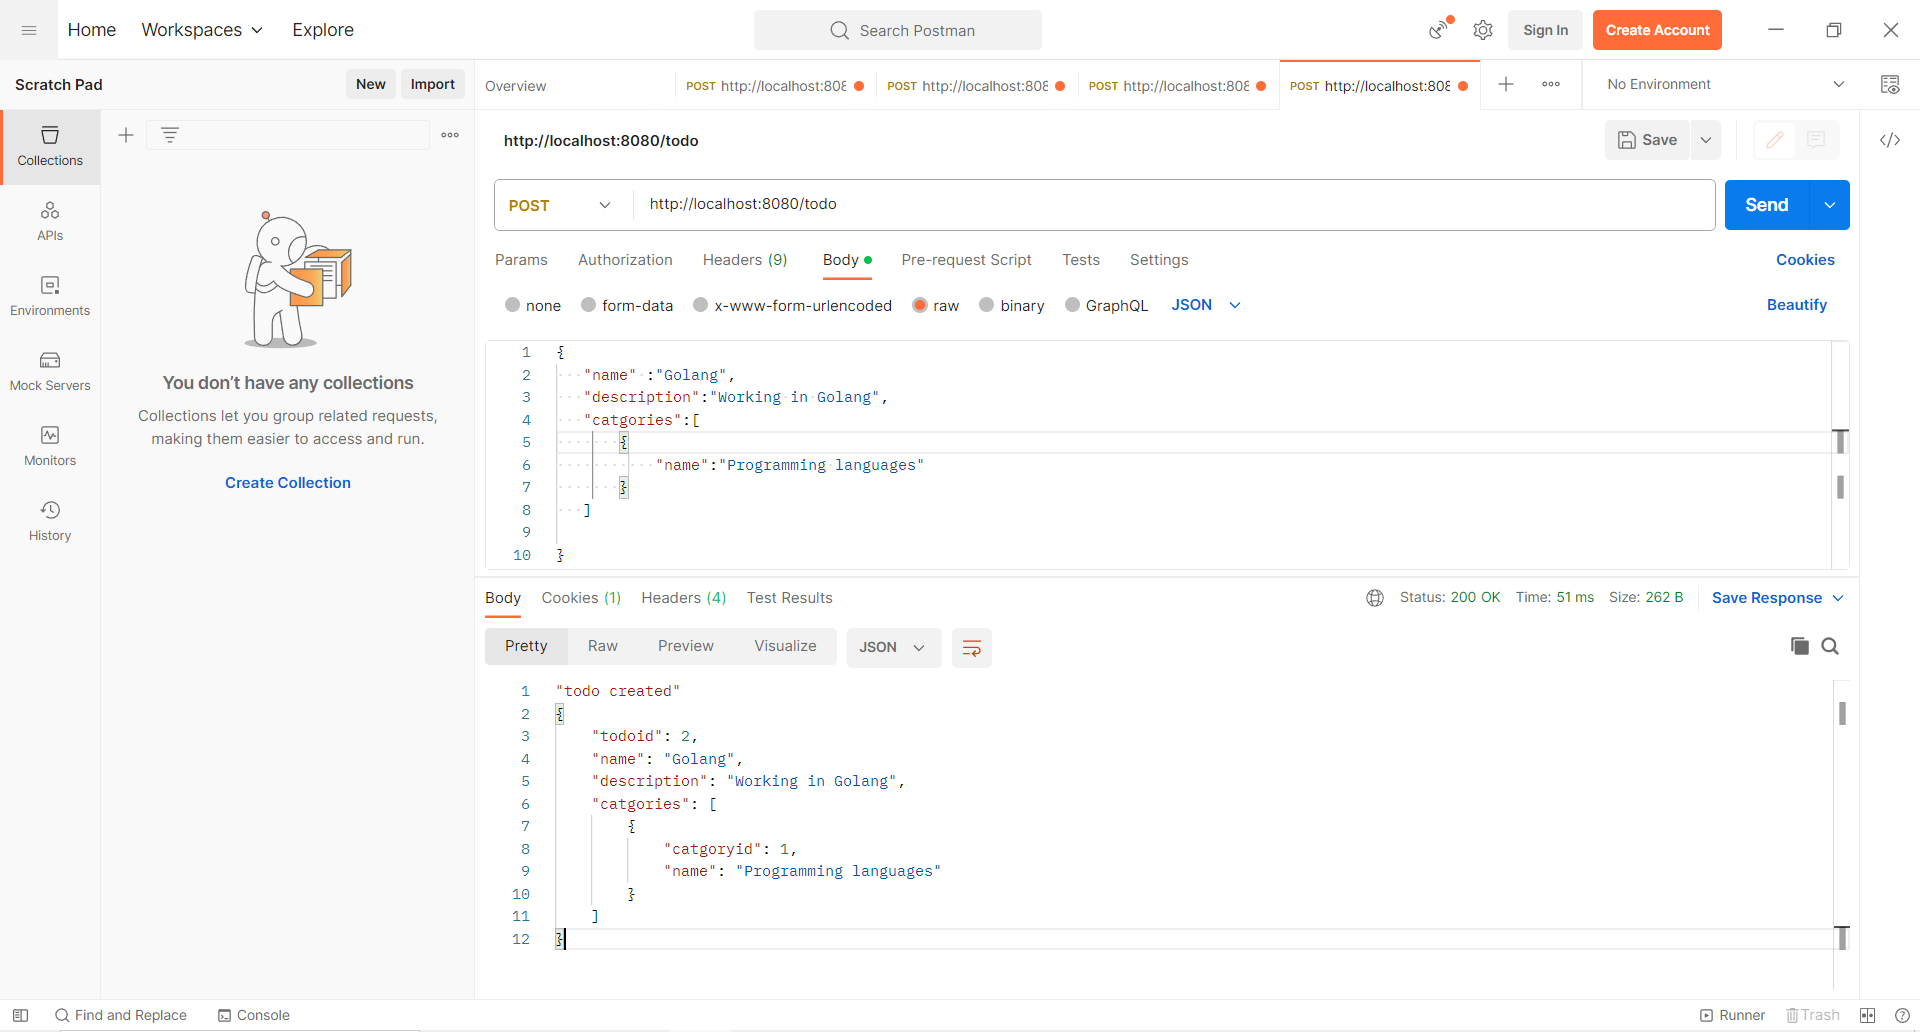 Home Workspaces Explore Search Postman Sign In Create Account
Scratch Pad New Import Overview POST http://localhost:808 POST http://localhost:808 POST http://localhost:808 POST http://localhost:808 No Environment
Collections
APIs
Environments
Mock Servers
Monitors
History
You don’t have any collections
Collections let you group related requests,
making them easier to access and run.
Create Collection
http://localhost:8080/todo Save
POST http://localhost:8080/todo Send
Params Authorization Headers (9) Body Pre-request Script Tests Settings Cookies
none form-data x-www-form-urlencoded raw binary GraphQL JSON Beautify
1 {
2 "name" :"Golang",
3 "description":"Working in Golang",
4 "catgories":[
5 {
6 "name":"Programming languages"
7 }
8 ]
9
10 }
Body Cookies (1) Headers (4) Test Results Status: 200 OK Time: 51 ms Size: 262 B Save Response
Pretty Raw Preview Visualize JSON
1 "todo created"
2 {
3 "todoid": 2,
4 "name": "Golang",
5 "description": "Working in Golang",
6 "catgories": [
7 {
8 "catgoryid": 1,
9 "name": "Programming languages"
10 }
11 ]
12 }
Find and Replace Console Runner Trash